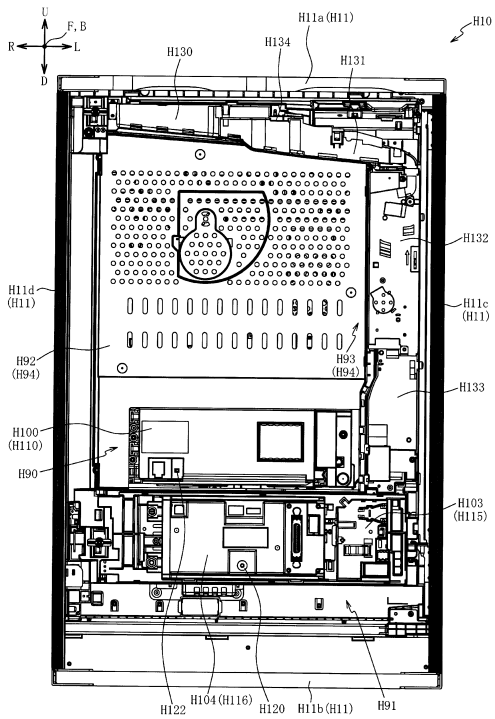 U
F,B
R
L
D
H11a(H11)
H10
H130
H134
H131
H132
H11d
(H11)
H11c
(H11)
H92
(H94)
H93
(H94)
H133
H100
(H110)
H90
H103
(H115)
H122
H104(H116)
H120
H11b(H11)
H91